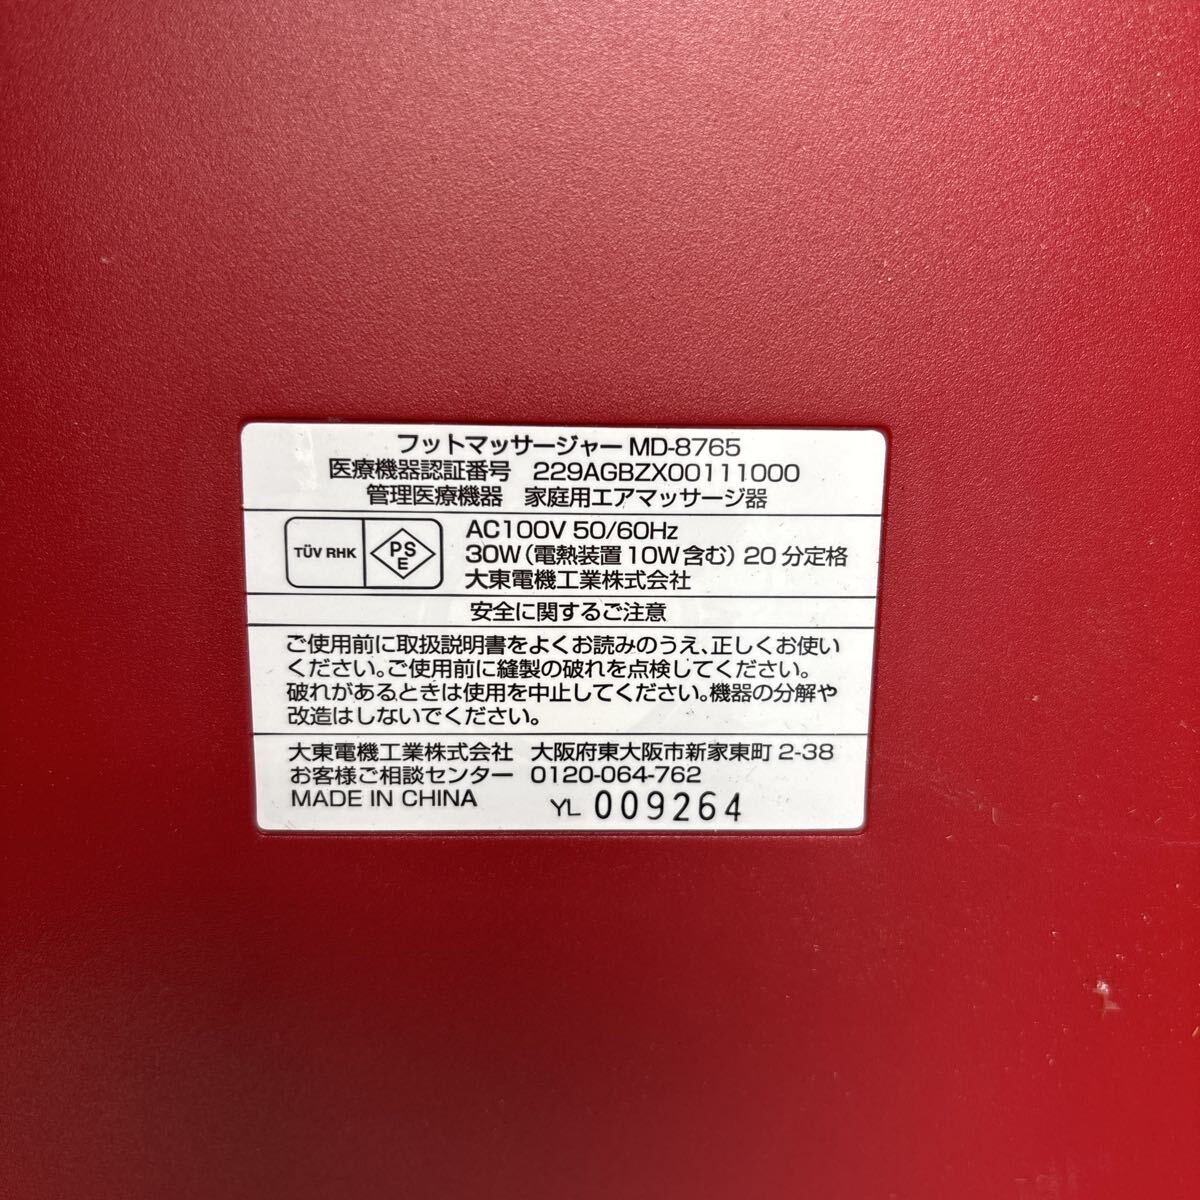 フットマッサージャー MD-8765
医療機器認証番号 229AGBZX00111000
管理医療機器 家庭用エアマッサージ器
TÜV RHK
PS
E
AC100V 50/60Hz
30W(電熱装置10W含む) 20分定格
大東電機工業株式会社
安全に関するご注意
ご使用前に取扱説明書をよくお読みのうえ、正しくお使い
ください。ご使用前に縫製の破れを点検してください。
破れがあるときは使用を中止してください。機器の分解や
改造はしないでください。
大東電機工業株式会社 大阪府東大阪市新家東町 2-38
お客様ご相談センター 0120-064-762
MADE IN CHINA YL 009264